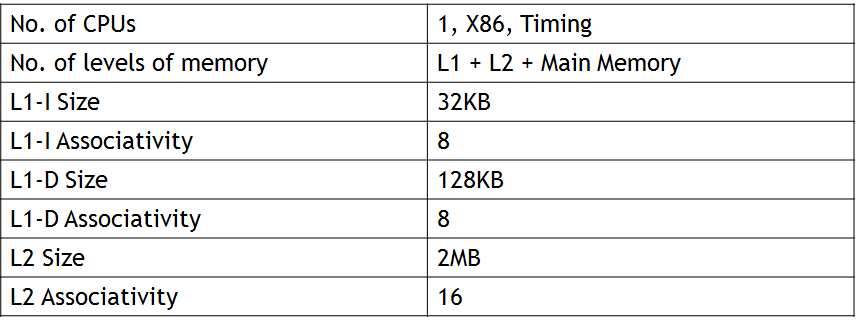 No. of CPUs 1, X86, Timing
No. of levels of memory L1 + L2 + Main Memory
L1-I Size 32KB
L1-I Associativity 8
L1-D Size 128KB
L1-D Associativity 8
L2 Size 2MB
L2 Associativity 16